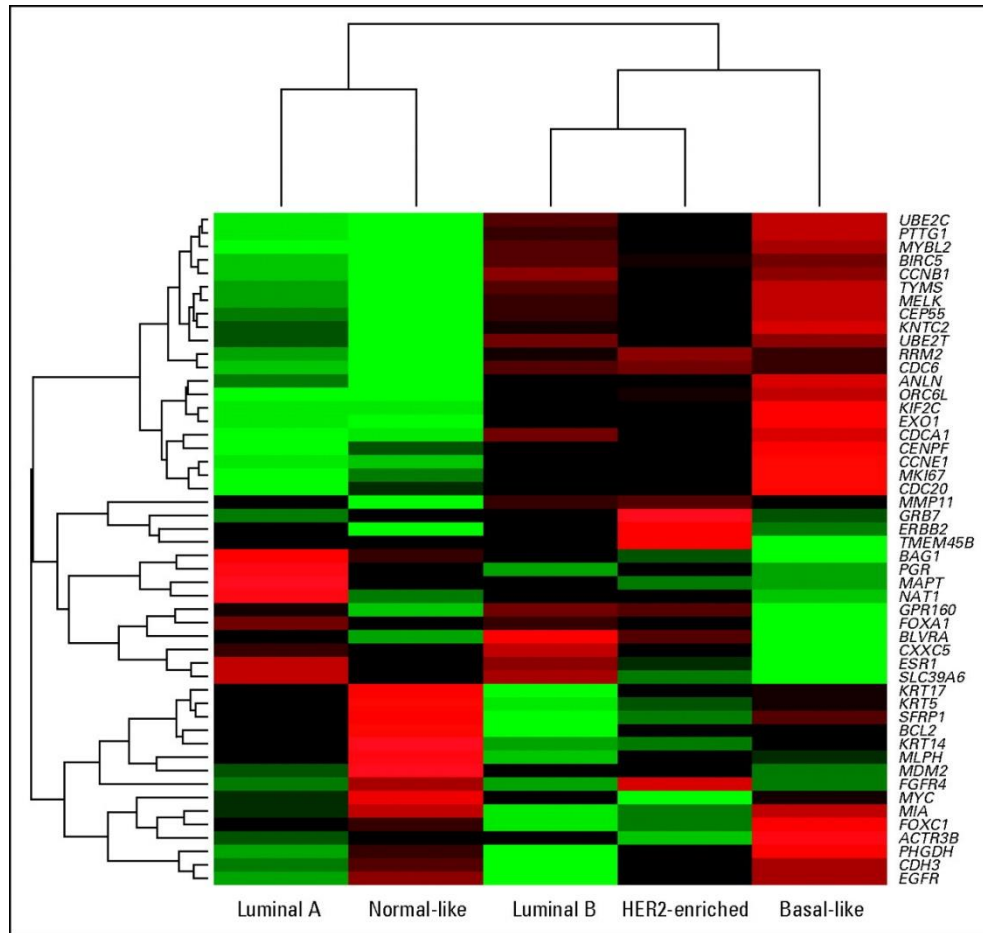 UBE2C
PTTG1
MYBL2
BIRC5
CCNB1
TYMS
MELK
CEP55
KNTC2
UBE2T
RRM2
CDC6
ANLN
ORC6L
KIF2C
EXO1
CDCA1
CENPF
CCNE1
MKI67
CDC20
MMP11
GRB7
ERBB2
TMEM45B
BAG1
PGR
MAPT
NAT1
GPR160
FOXA1
BLVRA
CXXC5
ESR1
SLC39A6
KRT17
KRT5
SFRP1
BCL2
KRT14
MLPH
MDM2
FGFR4
MYC
MIA
FOXC1
ACTR3B
PHGDH
CDH3
EGFR
Luminal A Normal-like Luminal B HER2-enriched Basal-like